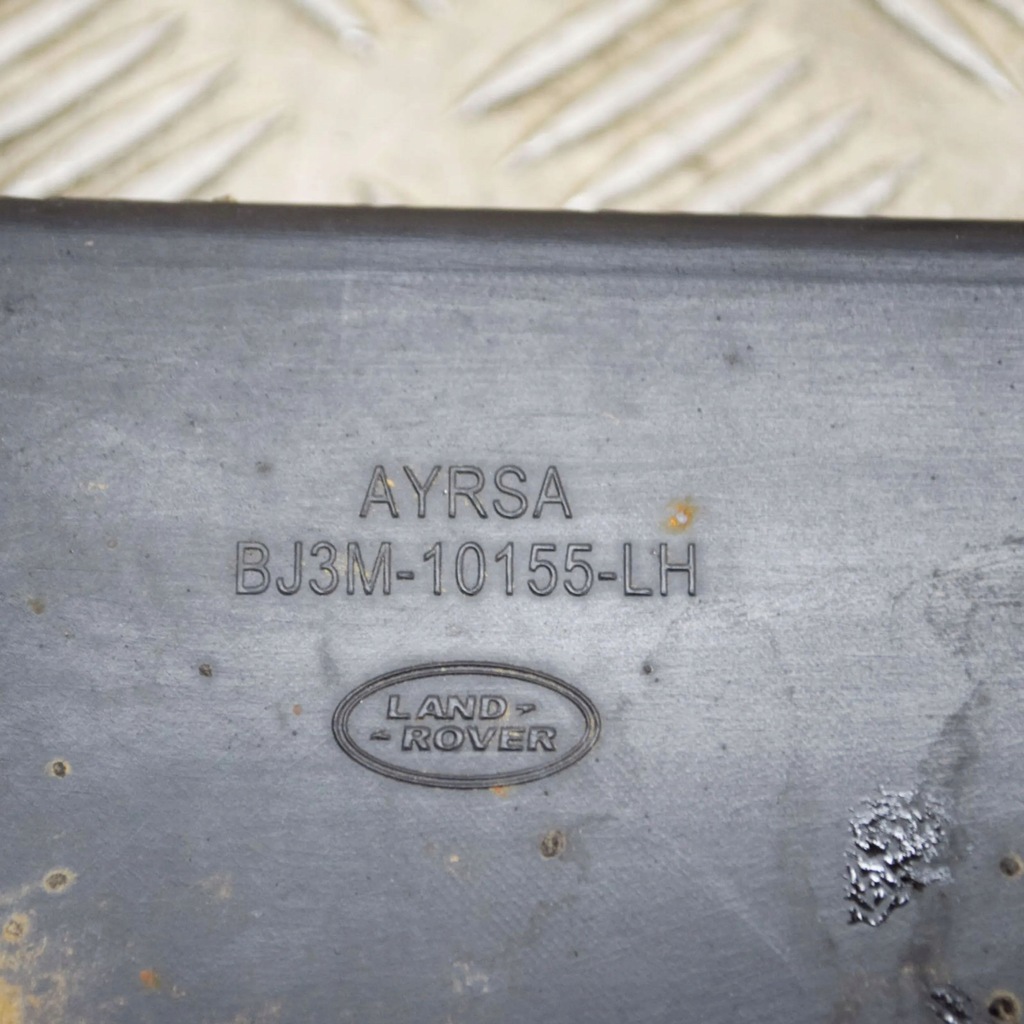 AYRSA
BJ3M-10155-LH
LAND-
-ROVER